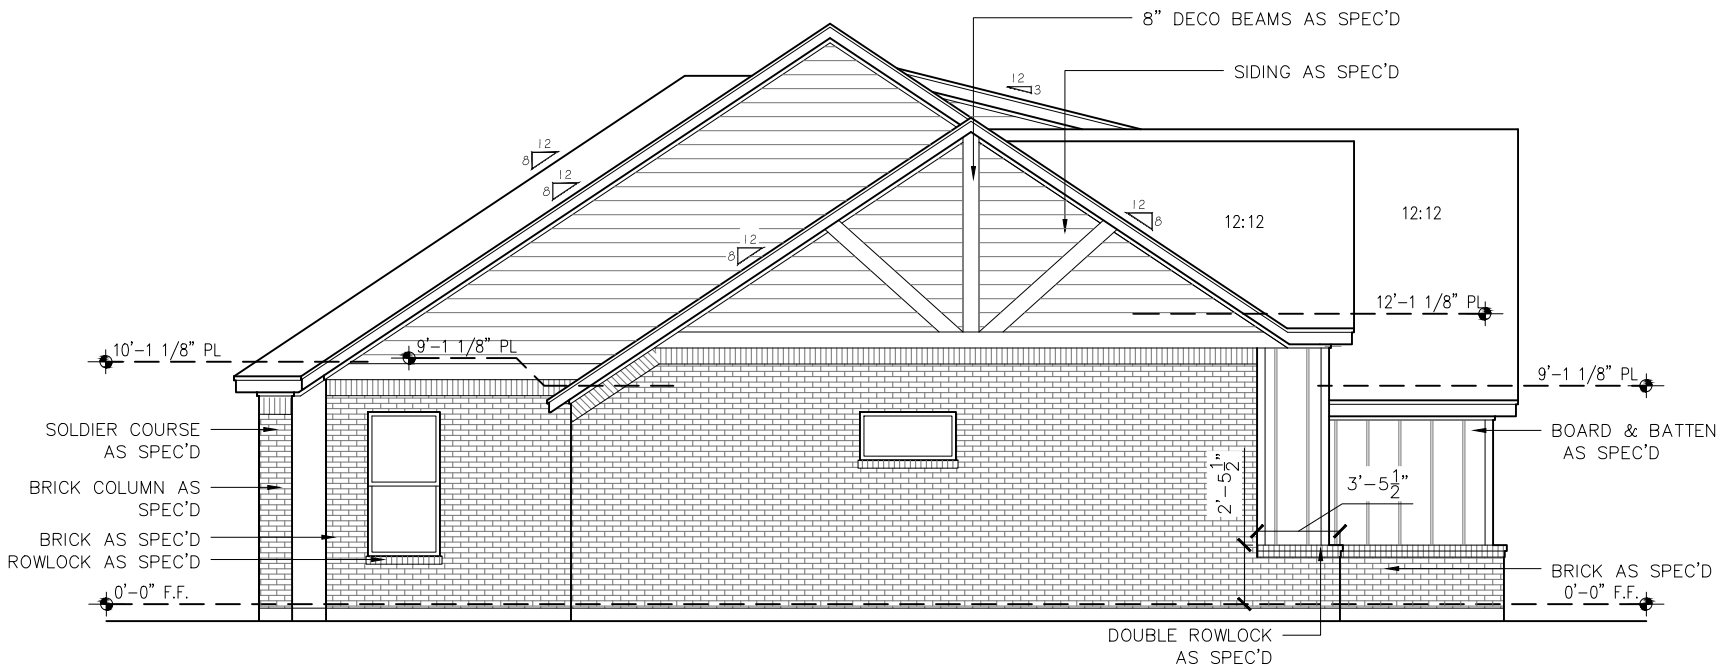 8” DECO BEAMS AS SPEC'D
SIDING AS SPEC'D
12
3
12
8
12
8
12
8
12
8
12:12
12:12
12'-1 1/8” PL
10'-1 1/8” PL
9'-1 1/8” PL
9'-1 1/8” PL
SOLDIER COURSE
AS SPEC'D
BRICK COLUMN AS
SPEC'D
BRICK AS SPEC'D
ROWLOCK AS SPEC'D
0'-0” F.F.
2'-5 1/2”
3'-5 1/2”
BOARD & BATTEN
AS SPEC'D
BRICK AS SPEC'D
0'-0” F.F.
DOUBLE ROWLOCK
AS SPEC'D